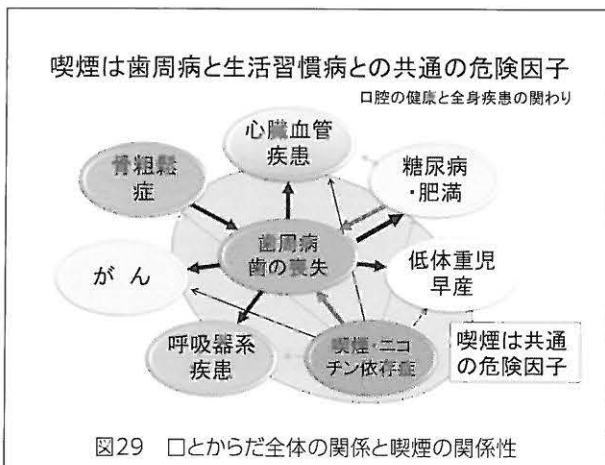 喫煙は歯周病と生活習慣病との共通の危険因子
口腔の健康と全身疾患の関わり
心臓血管
疾患
骨粗鬆
症
糖尿病
・肥満
歯周病
歯の喪失
がん
低体重児
早産
呼吸器系
疾患
喫煙・ニコ
チン依存症
喫煙は共通
の危険因子
図29 口とからだ全体の関係と喫煙の関係性